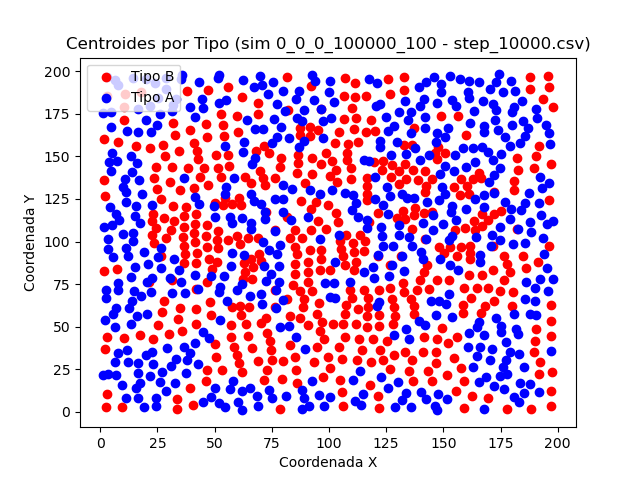 Centroides por Tipo (sim 0_0_0_100000_100 - step_10000.csv)
Tipo B
Tipo A
Coordenada Y
200
175
150
125
100
75
50
25
0
0 25 50 75 100 125 150 175 200
Coordenada X